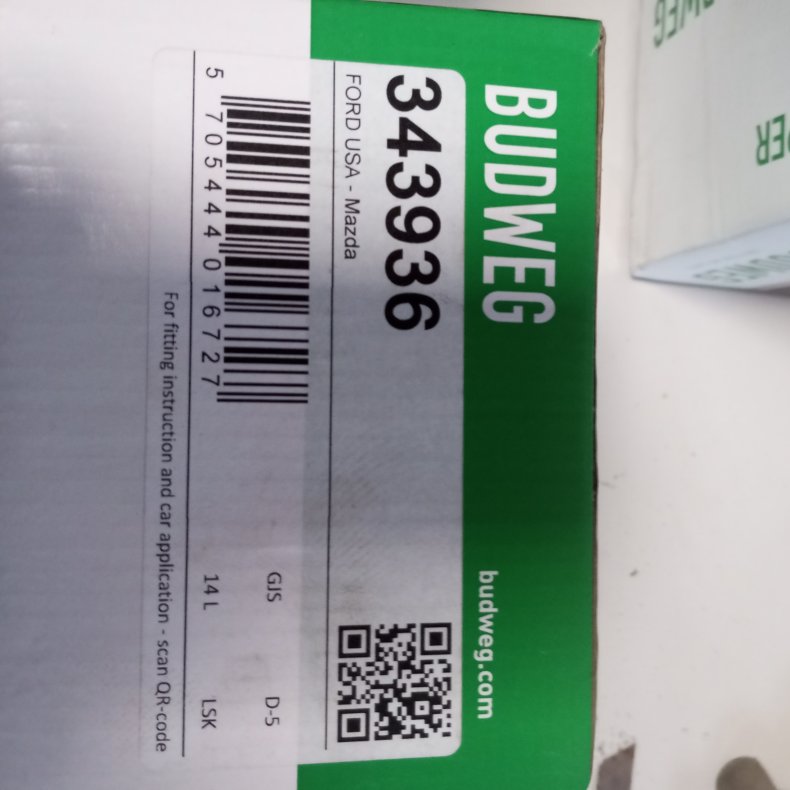 BUDWEG
budweg.com
343936
FORD USA - Mazda
5 705444 016727
GJS D-5
14 L LSK
For fitting instruction and car application - scan QR-code
BUDWEG